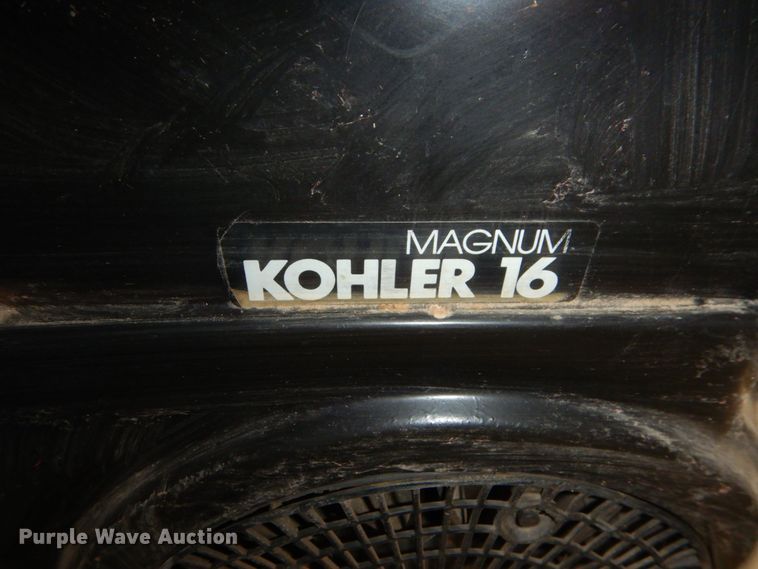 MAGNUM
KOHLER 16
Purple Wave Auction